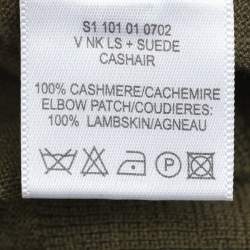 S1 101 01 0702
V NK LS + SUEDE
CASHAIR
100% CASHMERE/CACHEMIRE
ELBOW PATCH/COUDIERES:
100% LAMBSKIN/AGNEAU